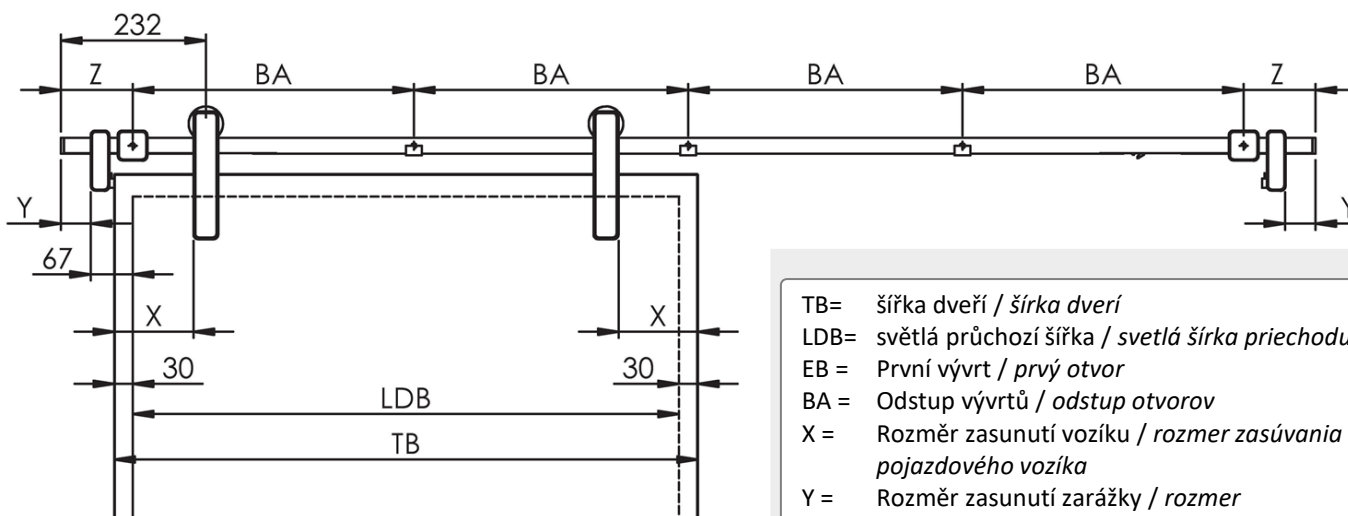 232
Z BA BA BA BA Z
Y Y
67
X X
30 30
LDB
TB
TB= šířka dveří / šírka dverí
LDB= světlá průchozí šířka / svetlá šírka priechodu
EB = První vývrt / prvý otvor
BA = Odstup vývrtů / odstup otvorov
X = Rozměr zasunutí vozíku / rozmer zasúvania
pojazdového vozíka
Y = Rozměr zasunutí zarážky / rozmer